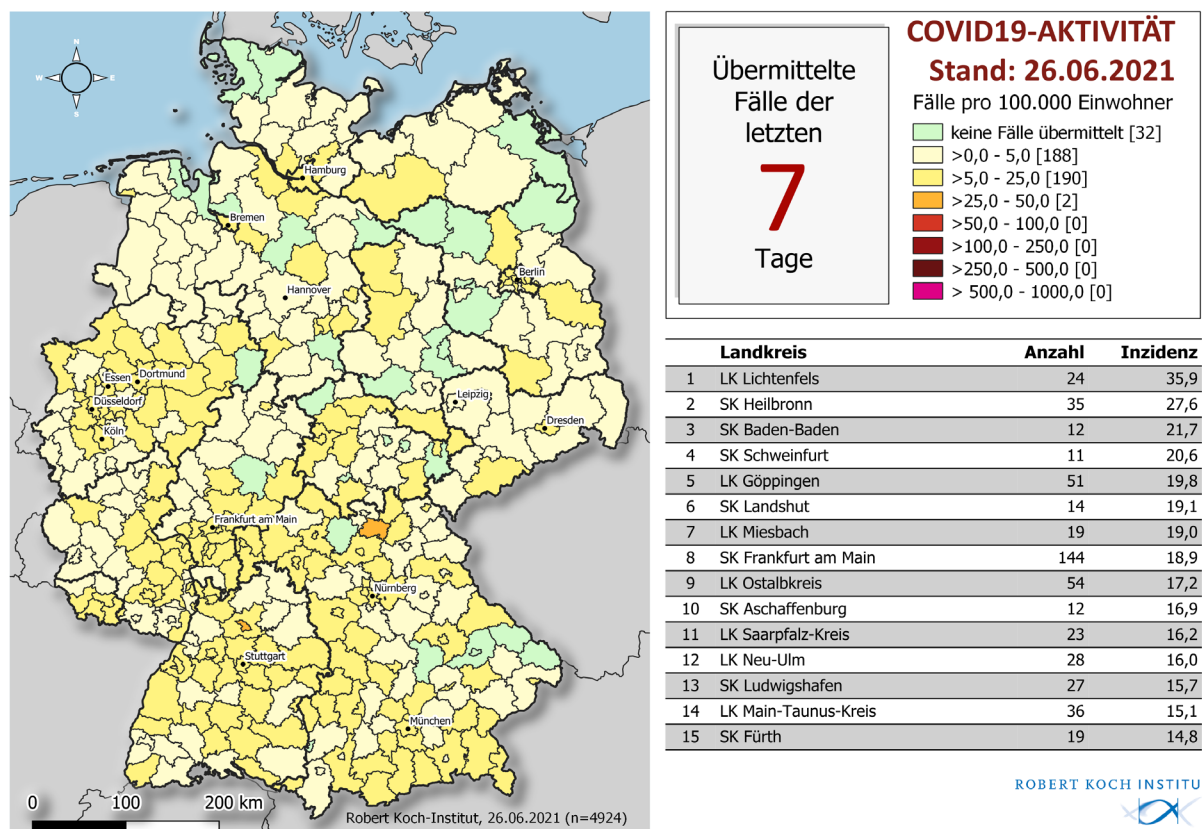 N
W E
S
Hamburg
Bremen
Berlin
Hannover
Essen
Dortmund
Düsseldorf
Leipzig
Köln
Dresden
Frankfurt am Main
Nürnberg
Stuttgart
München
0 100 200 km
Robert Koch-Institut, 26.06.2021 (n=4924)
Übermittelte
Fälle der
letzten
7
Tage
COVID19-AKTIVITÄT
Stand: 26.06.2021
Fälle pro 100.000 Einwohner
keine Fälle übermittelt [32]
>0,0 - 5,0 [188]
>5,0 - 25,0 [190]
>25,0 - 50,0 [2]
>50,0 - 100,0 [0]
>100,0 - 250,0 [0]
>250,0 - 500,0 [0]
> 500,0 - 1000,0 [0]
Landkreis Anzahl Inzidenz
1 LK Lichtenfels 24 35,9
2 SK Heilbronn 35 27,6
3 SK Baden-Baden 12 21,7
4 SK Schweinfurt 11 20,6
5 LK Göppingen 51 19,8
6 SK Landshut 14 19,1
7 LK Miesbach 19 19,0
8 SK Frankfurt am Main 144 18,9
9 LK Ostalbkreis 54 17,2
10 SK Aschaffenburg 12 16,9
11 LK Saarpfalz-Kreis 23 16,2
12 LK Neu-Ulm 28 16,0
13 SK Ludwigshafen 27 15,7
14 LK Main-Taunus-Kreis 36 15,1
15 SK Fürth 19 14,8
ROBERT KOCH INSTITU